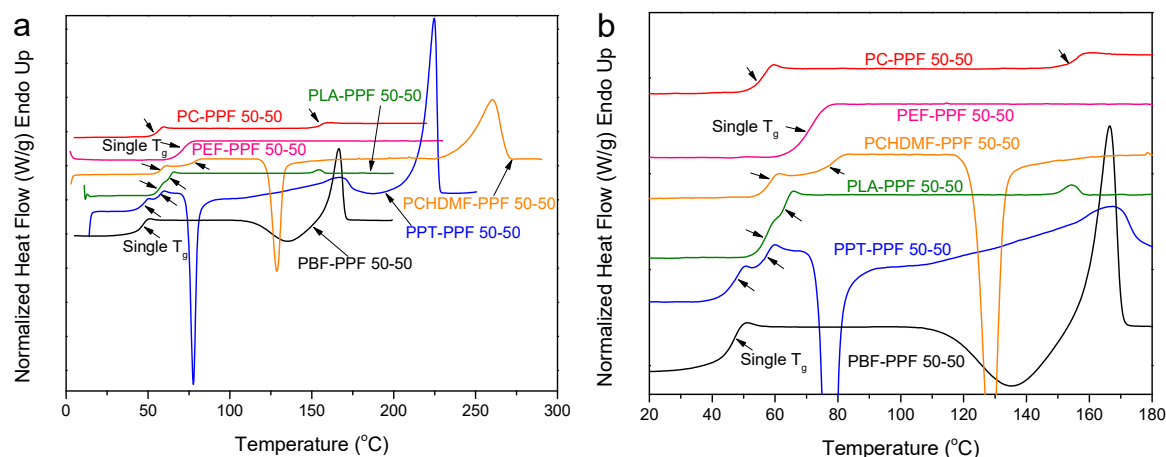 a
Normalized Heat Flow (W/g) Endo Up
PC-PPF 50-50
PLA-PPF 50-50
Single Tg
PEF-PPF 50-50
PCHDMF-PPF 50-50
PPT-PPF 50-50
Single Tg
PBF-PPF 50-50
0 50 100 150 200 250 300
Temperature (°C)
b
Normalized Heat Flow (W/g) Endo Up
PC-PPF 50-50
PEF-PPF 50-50
Single Tg
PCHDMF-PPF 50-50
PLA-PPF 50-50
PPT-PPF 50-50
PBF-PPF 50-50
Single Tg
20 40 60 80 100 120 140 160 180
Temperature (°C)